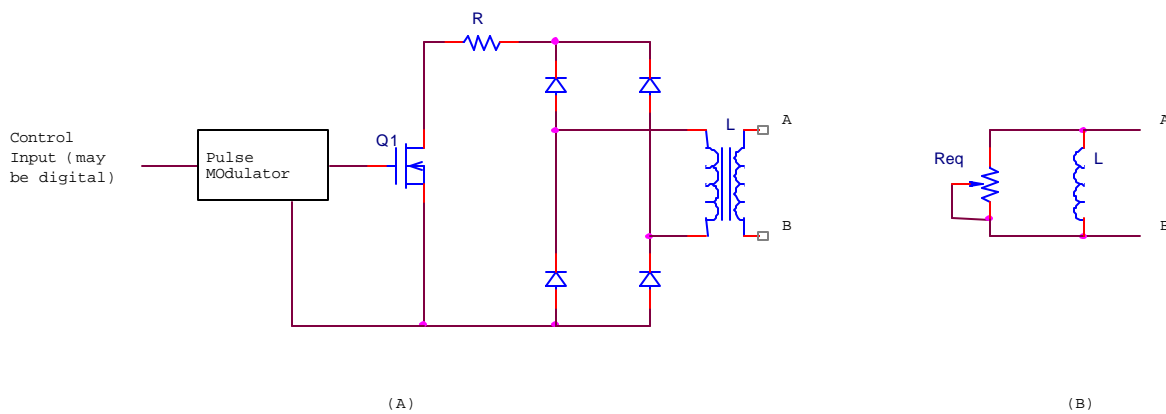 R
Control
Input (may
be digital)
Pulse
MOdulator
Q1
L
A
B
(A)
Req
L
A
B
(B)